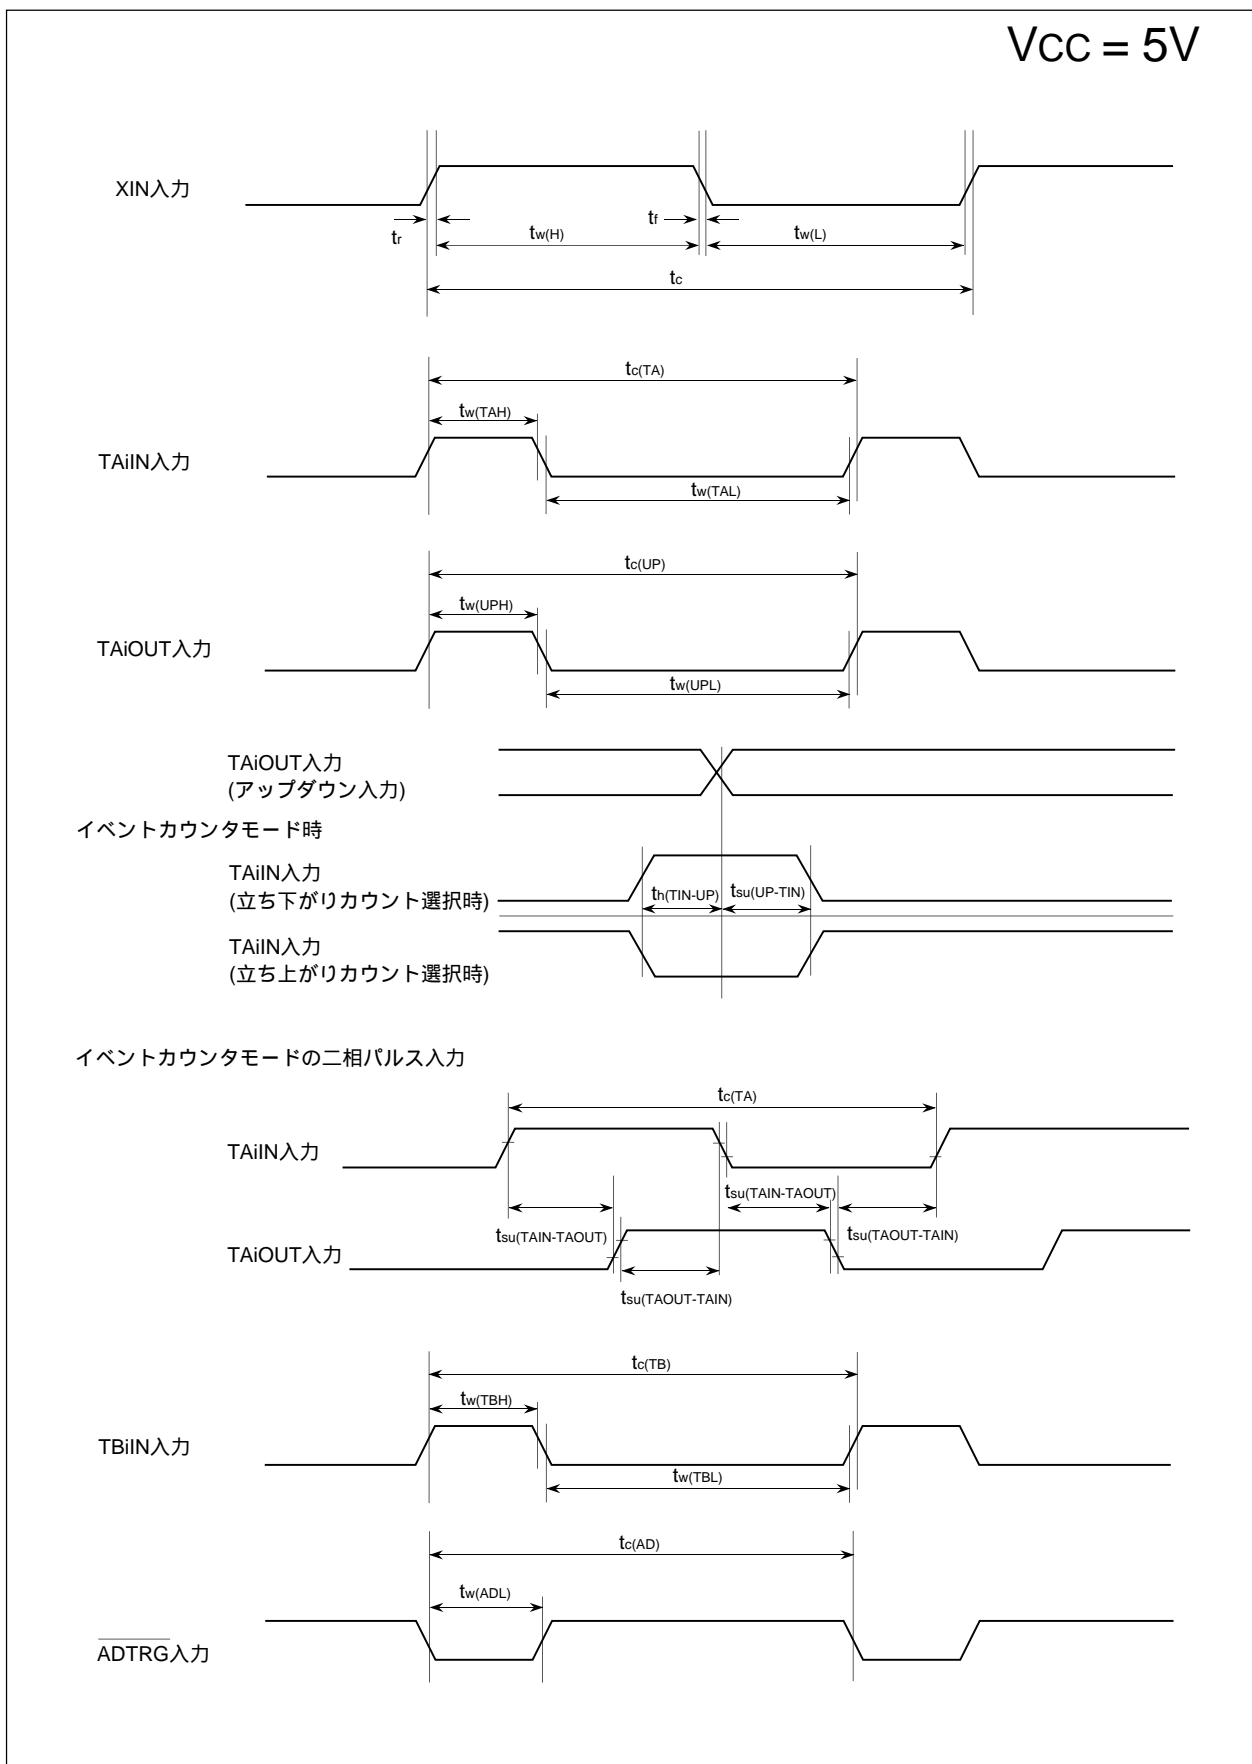 VCC = 5V
XIN入力
tr
tw(H)
tf
tw(L)
tc
tc(TA)
tw(TAH)
TAiIN入力
tw(TAL)
tc(UP)
tw(UPH)
TAiOUT入力
tw(UPL)
TAiOUT入力
(アップダウン入力)
イベントカウンタモード時
TAiIN入力
(立ち下がりカウント選択時)
th(TIN-UP)
tsu(UP-TIN)
TAiIN入力
(立ち上がりカウント選択時)
イベントカウンタモードの二相パルス入力
tc(TA)
TAiIN入力
tsu(TAIN-TAOUT)
tsu(TAIN-TAOUT)
tsu(TAOUT-TAIN)
TAiOUT入力
tsu(TAOUT-TAIN)
tc(TB)
tw(TBH)
TBiIN入力
tw(TBL)
tc(AD)
tw(ADL)
ADTRG入力